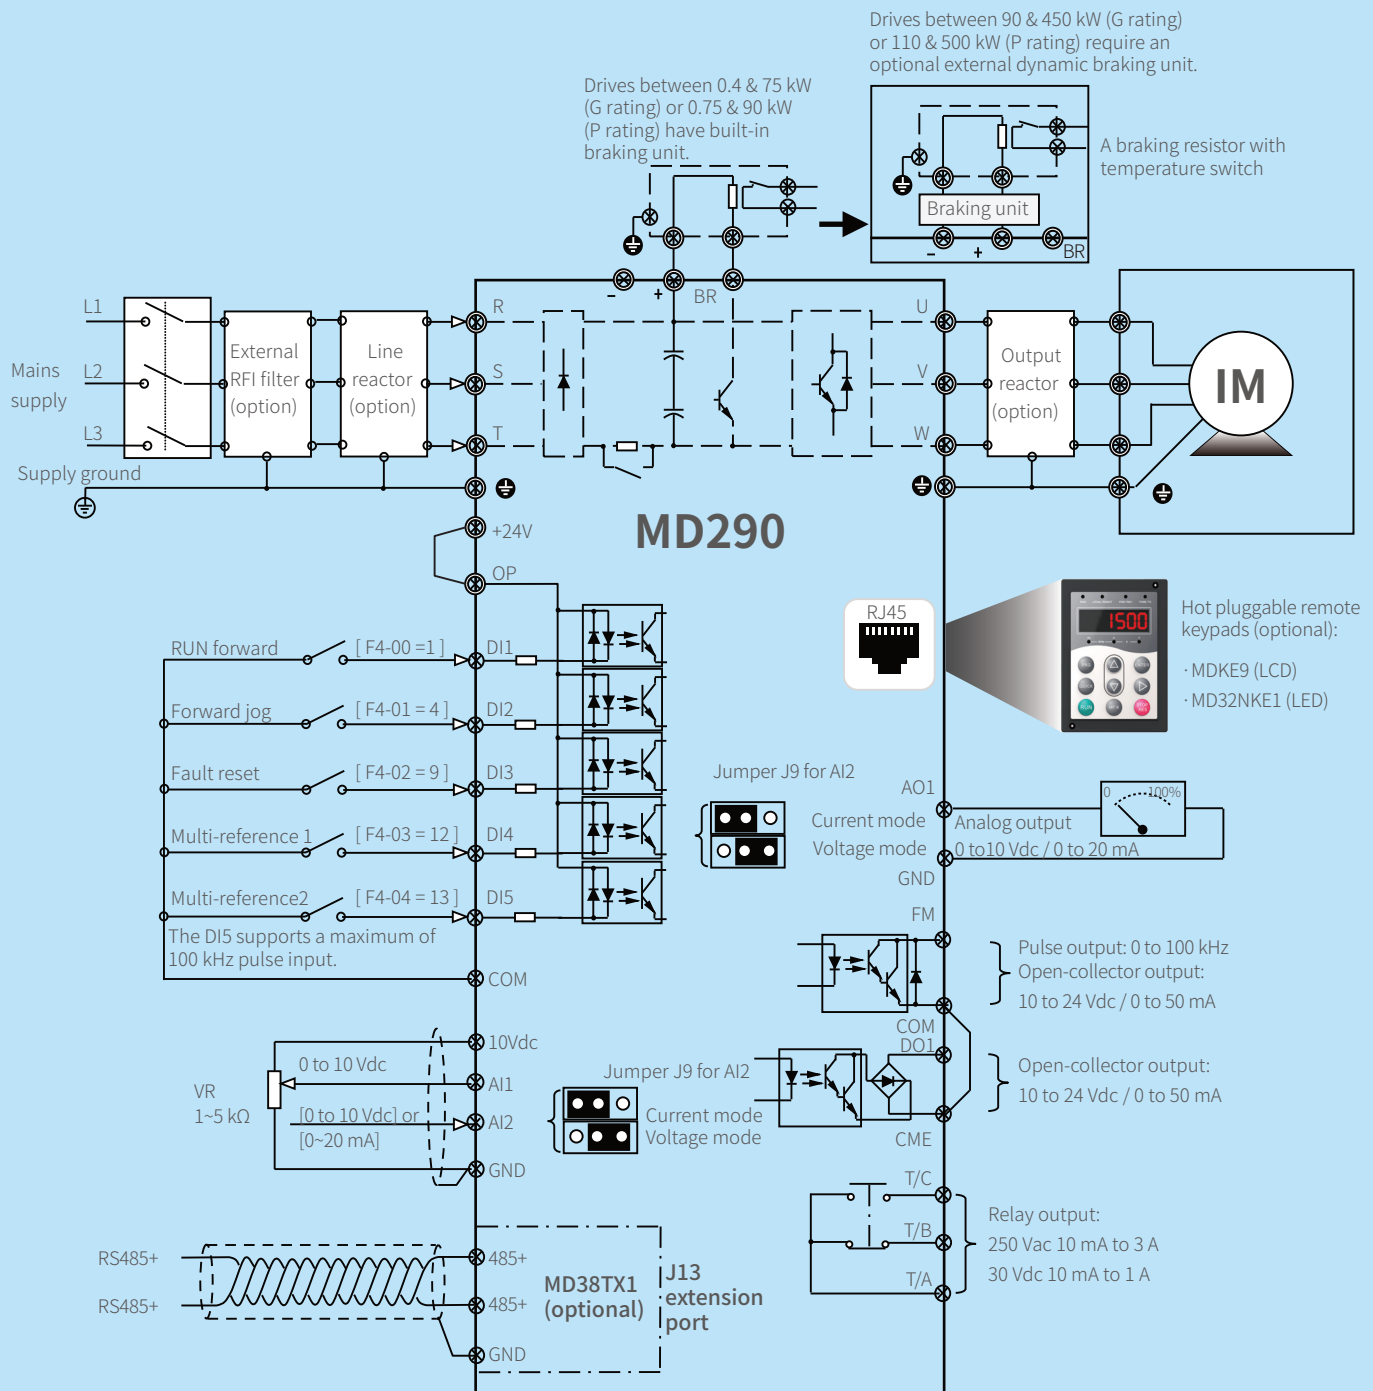 Drives between 90 & 450 kW (G rating)
or 110 & 500 kW (P rating) require an
optional external dynamic braking unit.
Drives between 0.4 & 75 kW
(G rating) or 0.75 & 90 kW
(P rating) have built-in
braking unit.
A braking resistor with
temperature switch
Braking unit
–
+
BR
–
+
BR
L1
L2
L3
Mains
supply
Supply ground
External
RFI filter
(option)
Line
reactor
(option)
R
S
T
U
V
W
Output
reactor
(option)
IM
MD290
+24V
OP
RUN forward
[ F4-00 =1 ]
DI1
Forward jog
[ F4-01 = 4 ]
DI2
Fault reset
[ F4-02 = 9 ]
DI3
Multi-reference 1
[ F4-03 = 12 ]
DI4
Multi-reference2
[ F4-04 = 13 ]
DI5
The DI5 supports a maximum of
100 kHz pulse input.
COM
RJ45
1500
RUN
Hot pluggable remote
keypads (optional):
· MDKE9 (LCD)
· MD32NKE1 (LED)
Jumper J9 for AI2
Current mode
Voltage mode
AO1
Analog output
0 to10 Vdc / 0 to 20 mA
0
100%
GND
FM
Pulse output: 0 to 100 kHz
Open-collector output:
10 to 24 Vdc / 0 to 50 mA
COM
DO1
Open-collector output:
10 to 24 Vdc / 0 to 50 mA
CME
10Vdc
0 to 10 Vdc
AI1
VR
1~5 kΩ
[0 to 10 Vdc] or
[0~20 mA]
AI2
GND
Jumper J9 for AI2
Current mode
Voltage mode
T/C
T/B
T/A
Relay output:
250 Vac 10 mA to 3 A
30 Vdc 10 mA to 1 A
RS485+
485+
RS485+
485+
GND
MD38TX1
(optional)
J13
extension
port